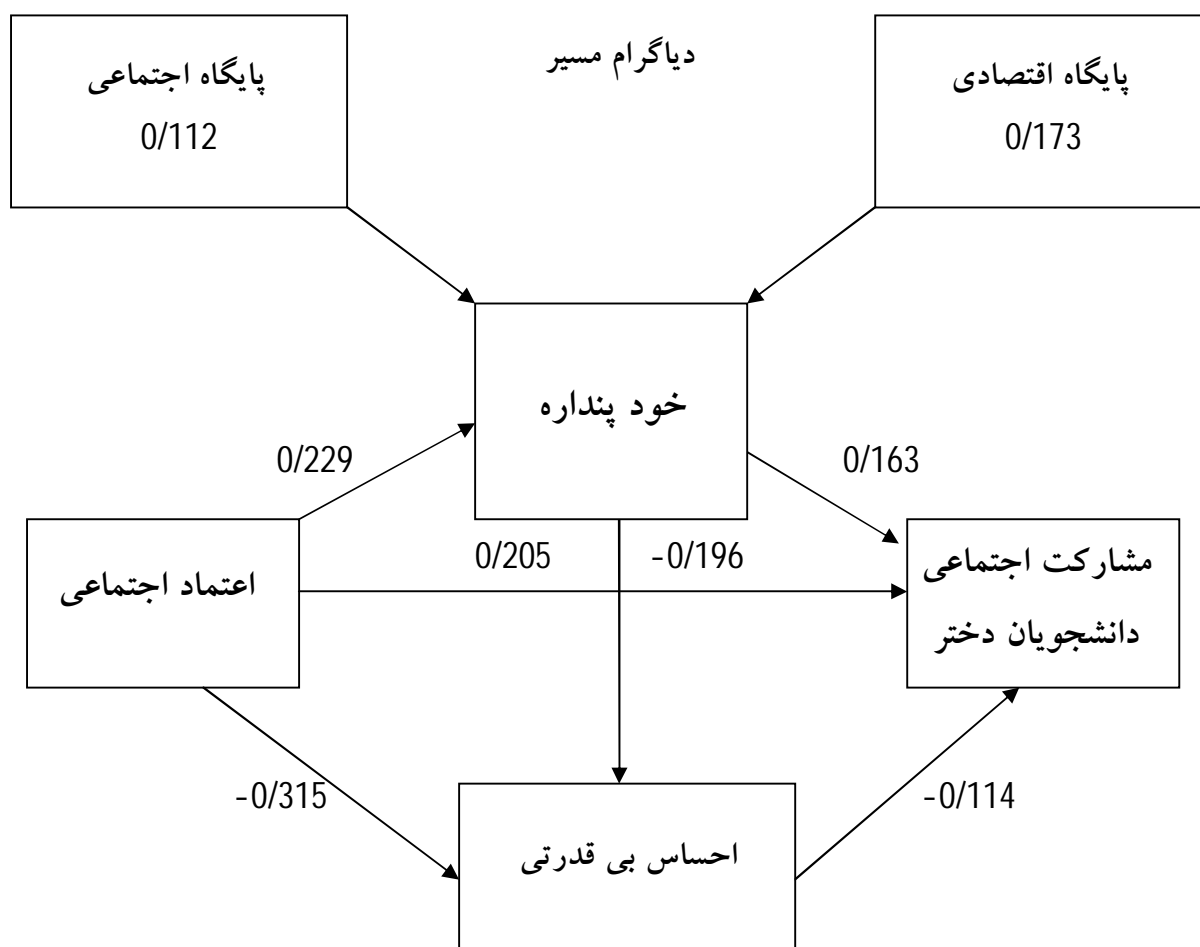 دیاگرام مسیر
پایگاه اقتصادی
0/173
پایگاه اجتماعی
0/112
خود پنداره
0/229
0/163
0/205
-0/196
اعتماد اجتماعی
مشارکت اجتماعی
دانشجویان دختر
-0/315
-0/114
احساس بی قدرتی